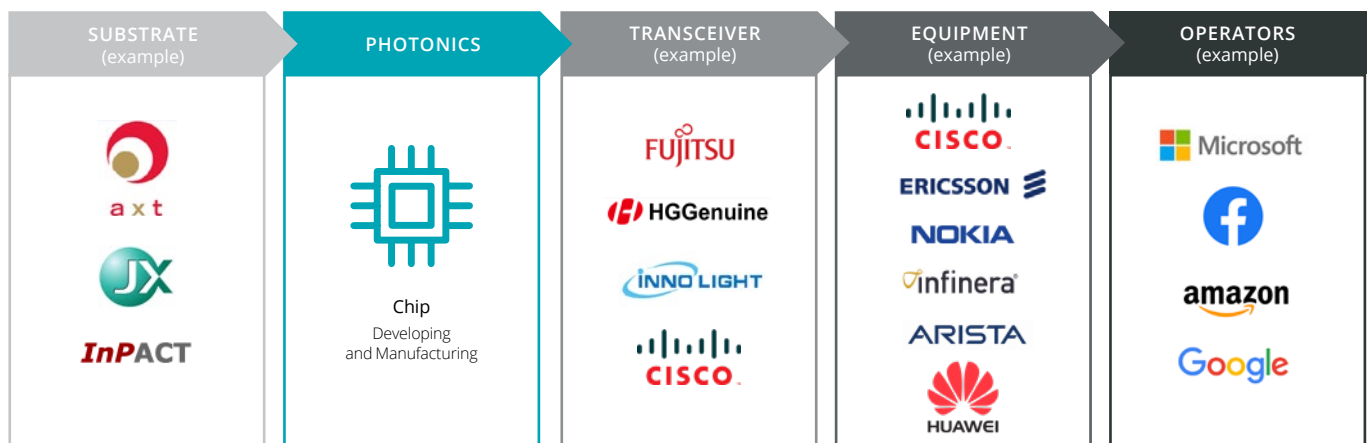 SUBSTRATE
(example)
axt
JX
InPACT
PHOTONICS
Chip
Developing
and Manufacturing
TRANSCEIVER
(example)
FUJITSU
HGGenuine
INNOLIGHT
CISCO
EQUIPMENT
(example)
CISCO
ERICSSON
NOKIA
infinera
ARISTA
HUAWEI
OPERATORS
(example)
Microsoft
amazon
Google